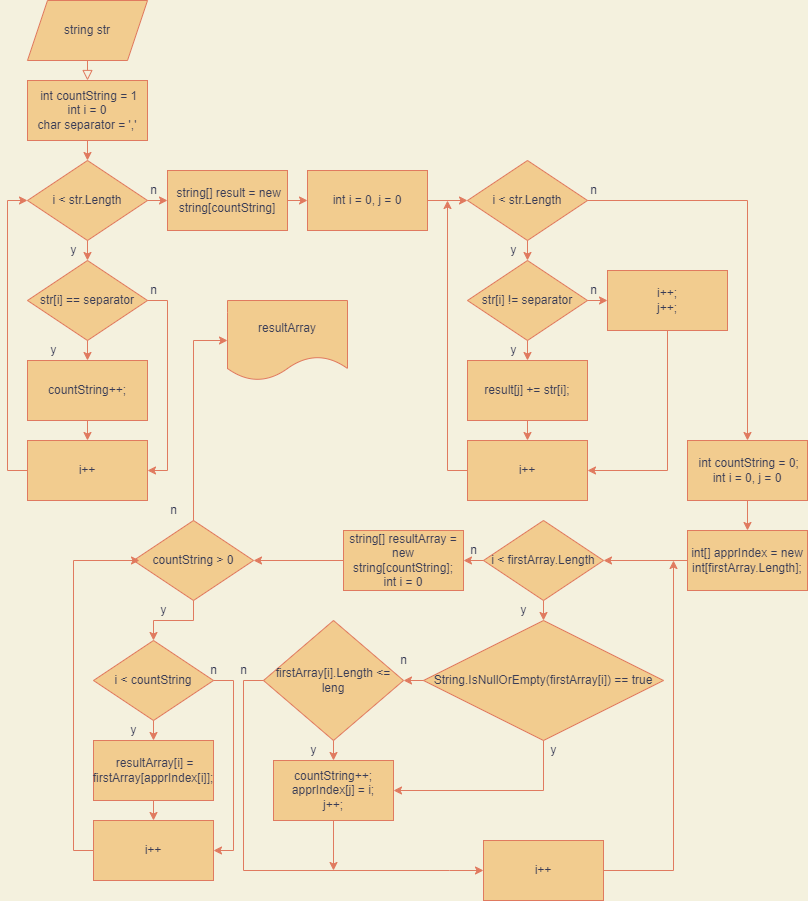 string str
int countString = 1
int i = 0
char separator = ','
i < str.Length
n
y
string[] result = new
string[countString]
int i = 0, j = 0
i < str.Length
n
y
str[i] == separator
n
y
countString++;
i++
str[i] != separator
n
y
i++;
j++;
result[j] += str[i];
i++
resultArray
int countString = 0;
int i = 0, j = 0
int[] apprIndex = new
int[firstArray.Length];
i < firstArray.Length
n
y
string[] resultArray =
new
string[countString];
int i = 0
countString > 0
n
y
String.IsNullOrEmpty(firstArray[i]) == true
n
y
firstArray[i].Length <=
leng
n
y
i < countString
n
y
resultArray[i] =
firstArray[apprIndex[i]];
i++
countString++;
apprIndex[j] = i;
j++;
i++